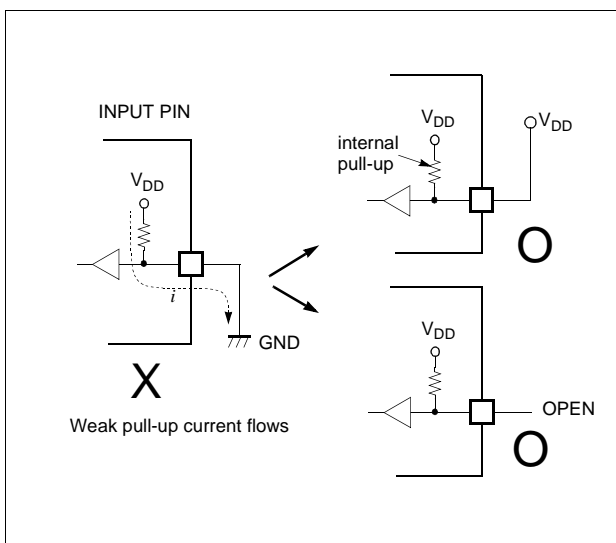 INPUT PIN
VDD
i
GND
X
Weak pull-up current flows
VDD
internal
pull-up
VDD
O
VDD
OPEN
O